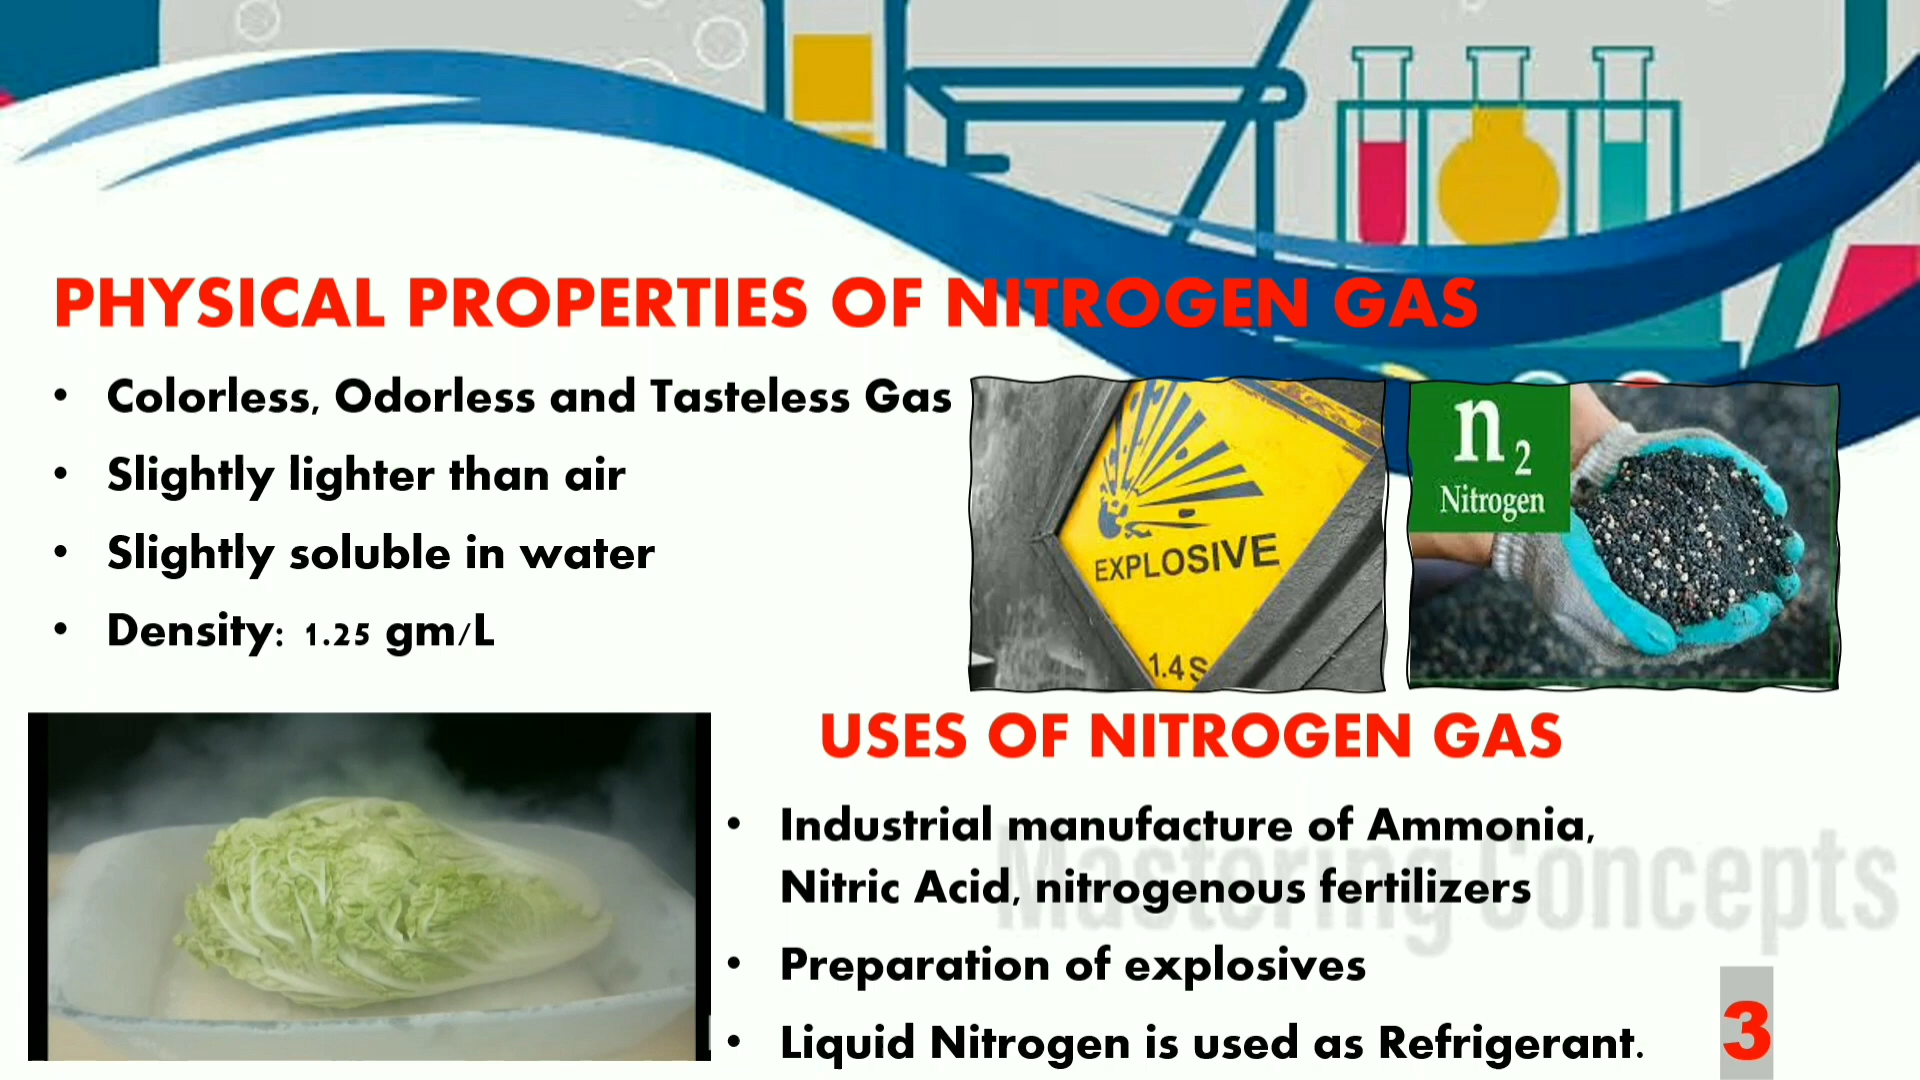 PHYSICAL PROPERTIES OF NITROGEN GAS
• Colorless, Odorless and Tasteless Gas
• Slightly lighter than air
• Slightly soluble in water
• Density: 1.25 gm/L
EXPLOSIVE
1.4 S
n2
Nitrogen
USES OF NITROGEN GAS
• Industrial manufacture of Ammonia,
Nitric Acid, nitrogenous fertilizers
• Preparation of explosives
• Liquid Nitrogen is used as Refrigerant.
Mastering Concepts
3